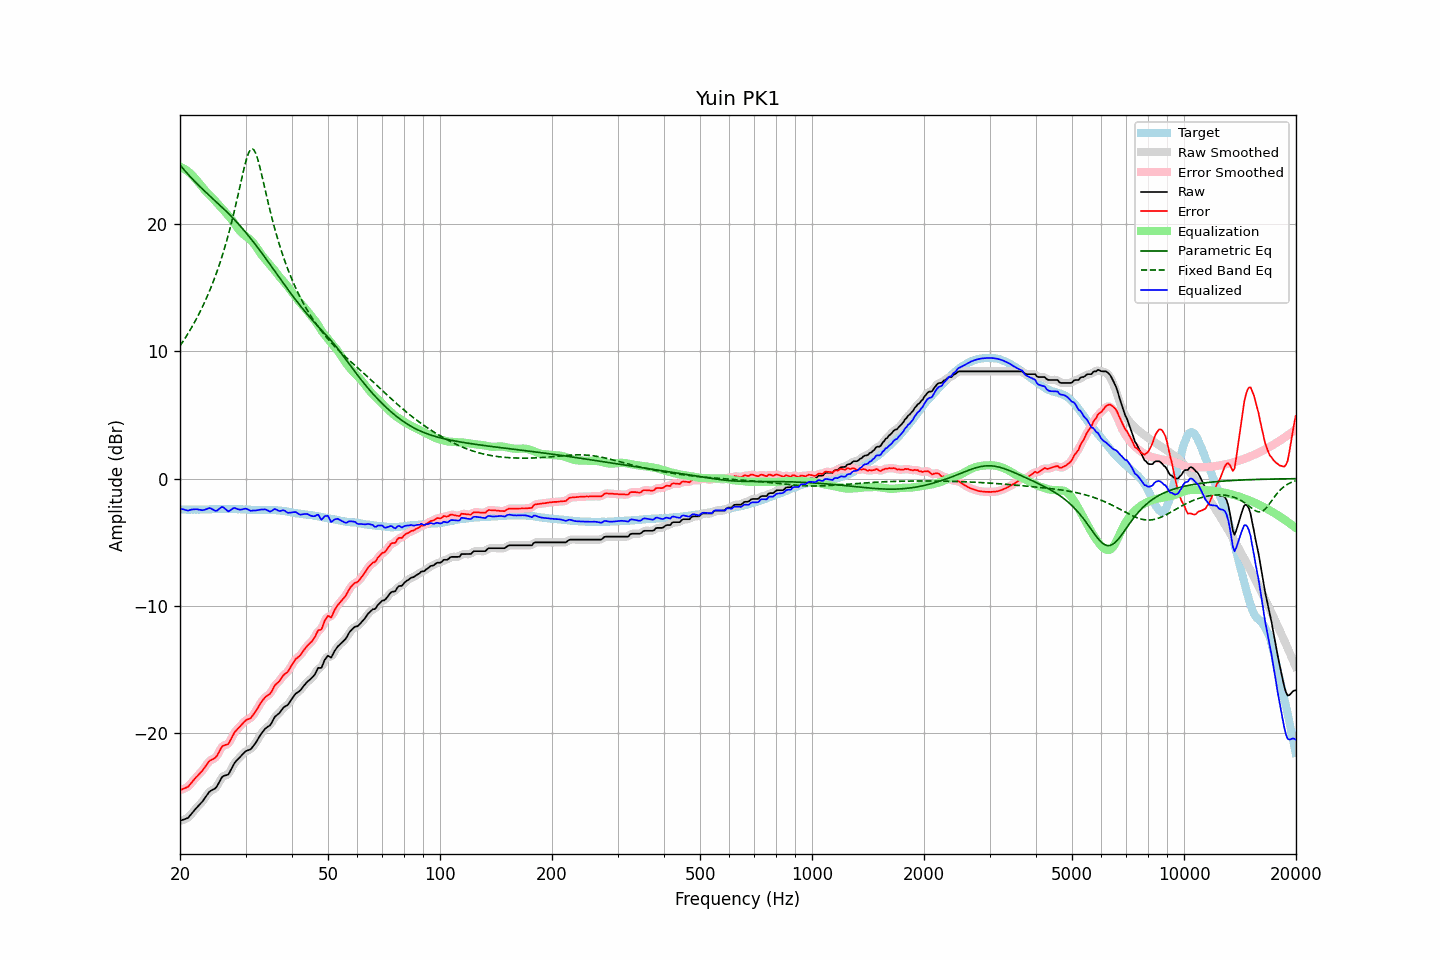 Yuin PK1
Target
Raw Smoothed
Error Smoothed
Raw
Error
Equalization
Parametric Eq
Fixed Band Eq
Equalized
Amplitude (dBr)
20
10
0
−10
−20
20 50 100 200 500 1000 2000 5000 10000 20000
Frequency (Hz)